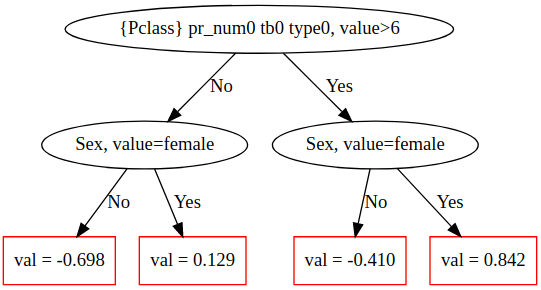 {Pclass} pr_num0 tb0 type0, value>6
No
Yes
Sex, value=female
Sex, value=female
No
Yes
No
Yes
val = -0.698
val = 0.129
val = -0.410
val = 0.842